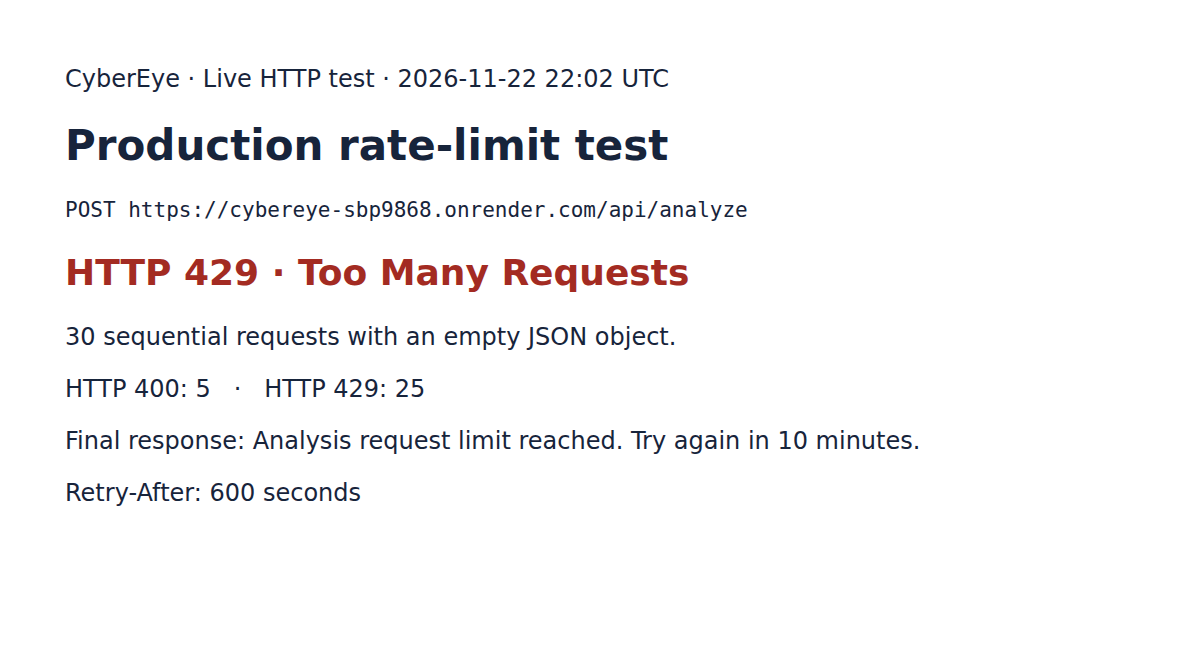 CyberEye · Live HTTP test · 2026-11-22 22:02 UTC
Production rate-limit test
POST https://cybereye-sbp9868.onrender.com/api/analyze
HTTP 429 · Too Many Requests
30 sequential requests with an empty JSON object.
HTTP 400: 5 · HTTP 429: 25
Final response: Analysis request limit reached. Try again in 10 minutes.
Retry-After: 600 seconds